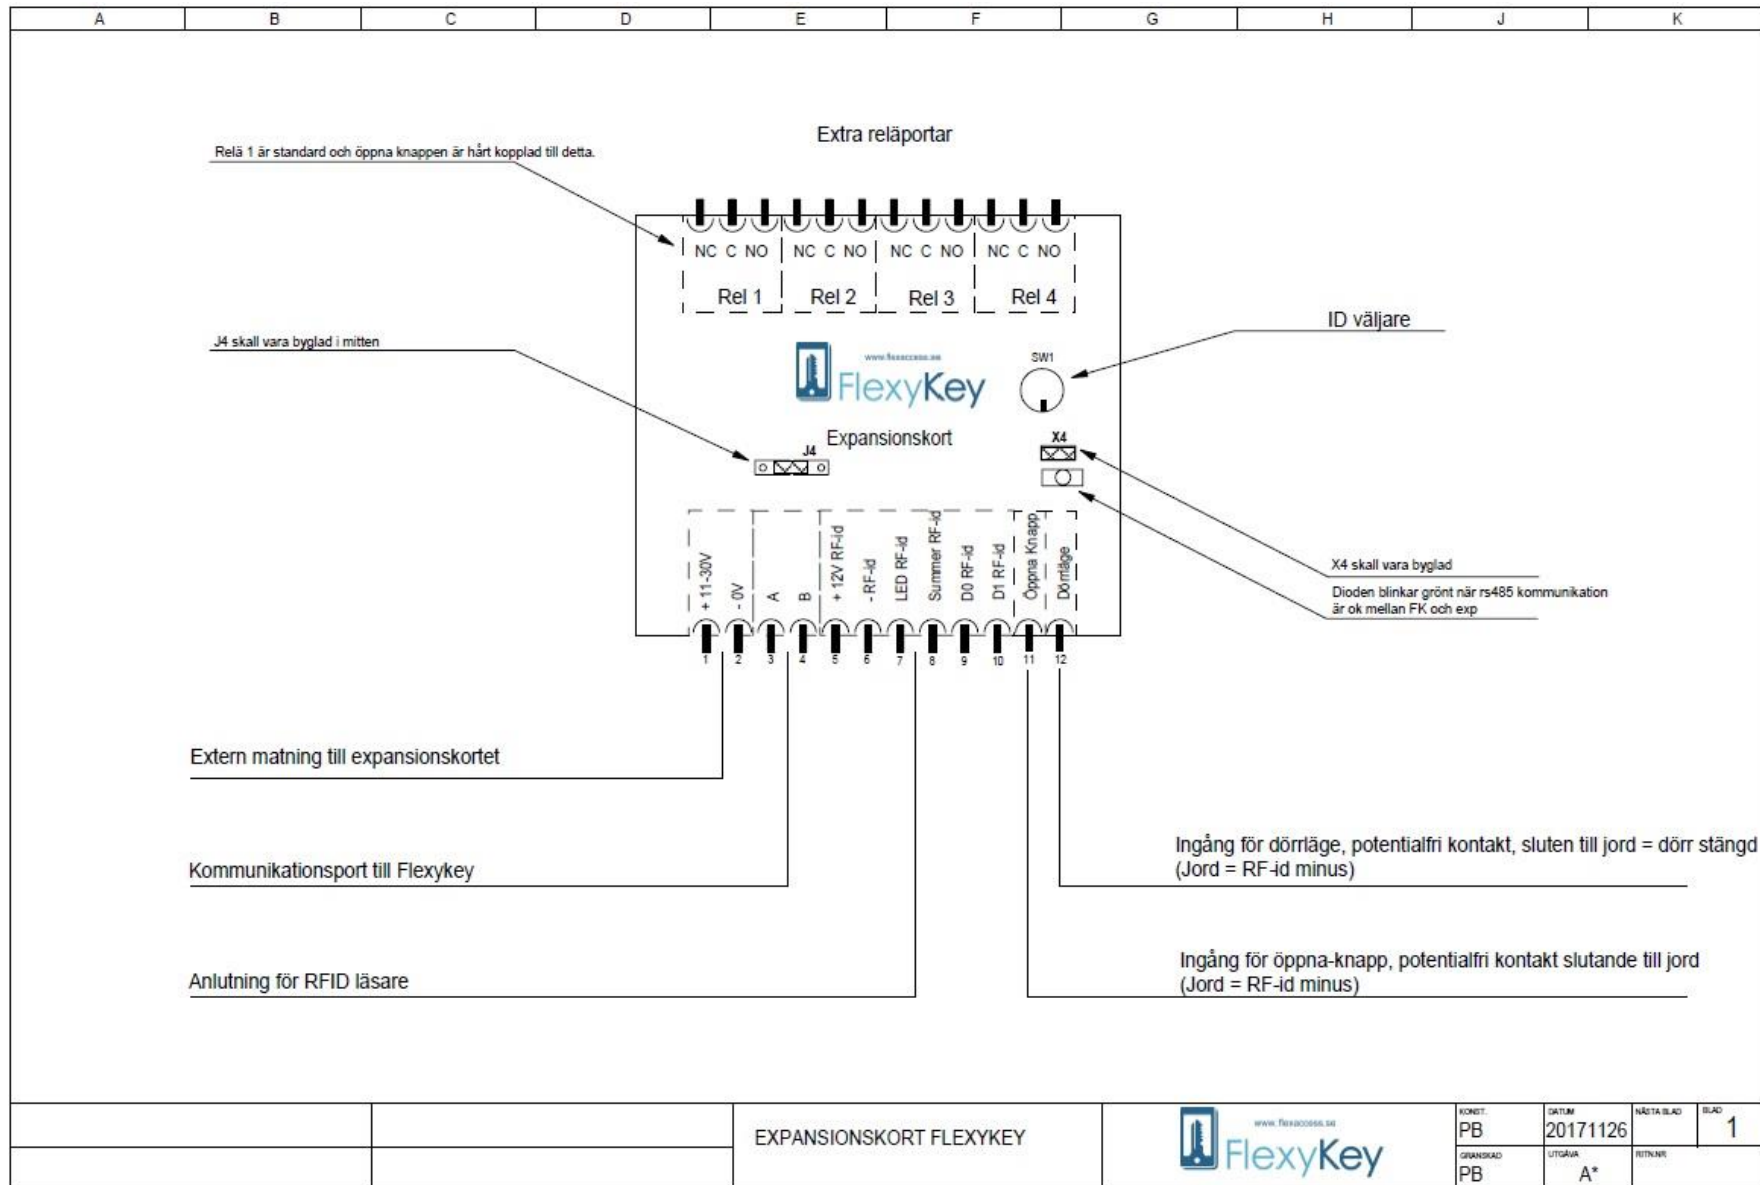 A B C D E F G H J K
Extra reläportar
Relä 1 är standard och öppna knappen är hårt kopplad till detta.
NC C NO NC C NO NC C NO NC C NO
Rel 1 Rel 2 Rel 3 Rel 4
ID väljare
J4 skall vara byglad i mitten
www.flexaccess.se
FlexyKey
SW1
Expansionskort
J4
X4
+ 11-30V
- 0V
A
B
+ 12V RF-id
- RF-id
LED RF-id
Summer RF-id
D0 RF-id
D1 RF-id
Öppna Knapp
Dörrläge
X4 skall vara byglad
Dioden blinkar grönt när rs485 kommunikation
är ok mellan FK och exp
1 2 3 4 5 6 7 8 9 10 11 12
Extern matning till expansionskortet
Kommunikationsport till Flexykey
Anlutning för RFID läsare
Ingång för dörrläge, potentialfri kontakt, sluten till jord = dörr stängd
(Jord = RF-id minus)
Ingång för öppna-knapp, potentialfri kontakt slutande till jord
(Jord = RF-id minus)
EXPANSIONSKORT FLEXYKEY
www.flexaccess.se
FlexyKey
KONST. DATUM NÄSTA BLAD BLAD
PB 20171126 1
GRANSKAD UTGÅVA RITN.NR
PB A*